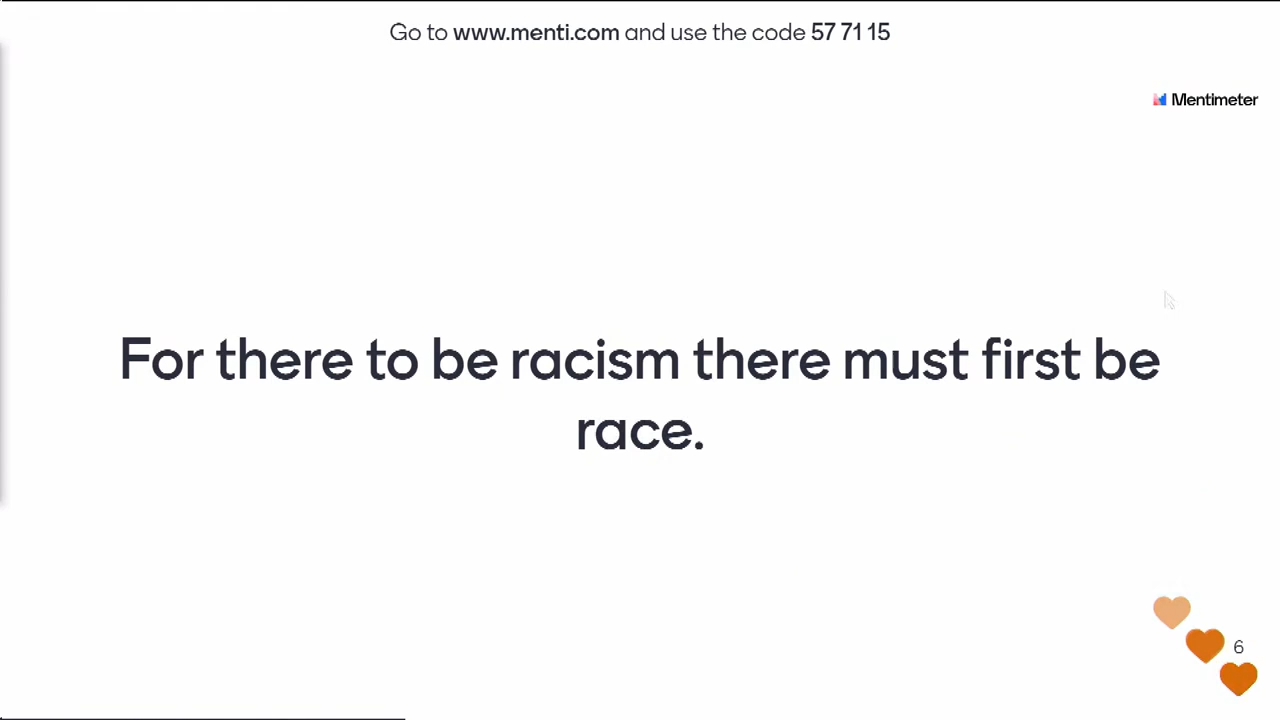 Go to www.menti.com and use the code 57 71 15
Mentimeter
For there to be racism there must first be
race.
6